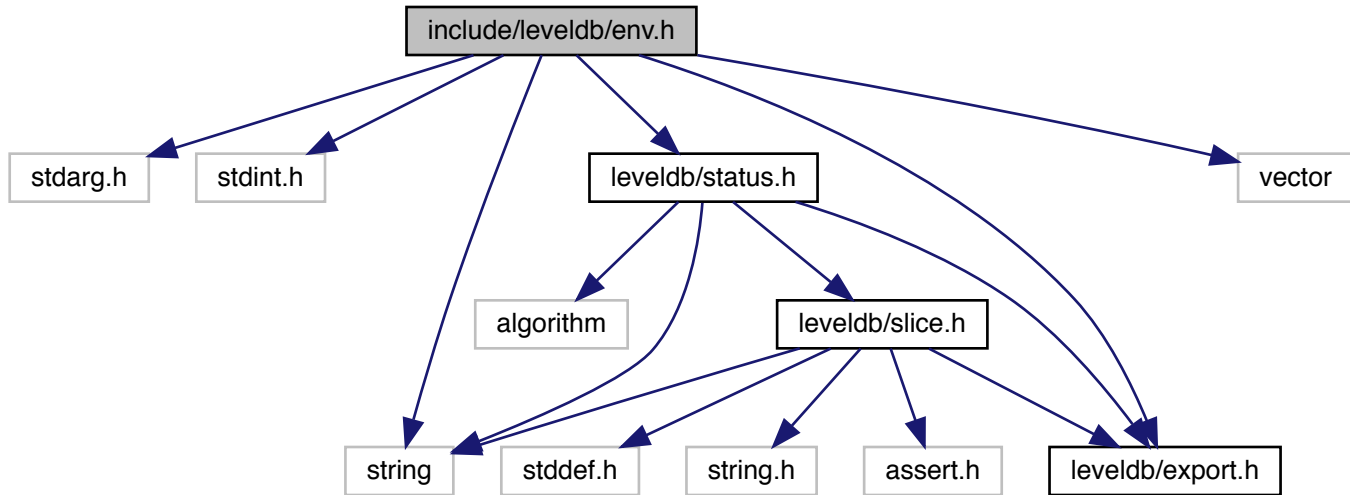 include/leveldb/env.h
stdarg.h
stdint.h
leveldb/status.h
vector
algorithm
leveldb/slice.h
string
stddef.h
string.h
assert.h
leveldb/export.h